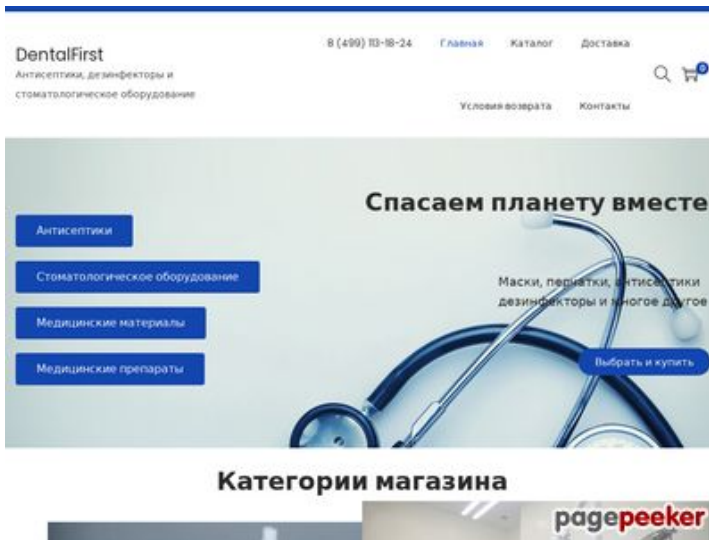 DentalFirst
Антисептики, дезинфекторы и
стоматологическое оборудование
8 (499) 113-18-24
Главная
Каталог
Доставка
0
Условия возврата
Контакты
Спасаем планету вместе
Антисептики
Стоматологическое оборудование
Медицинские материалы
Медицинские препараты
Маски, перчатки, антисептики
дезинфекторы и многое другое
Выбрать и купить
Категории магазина
pagepeeker